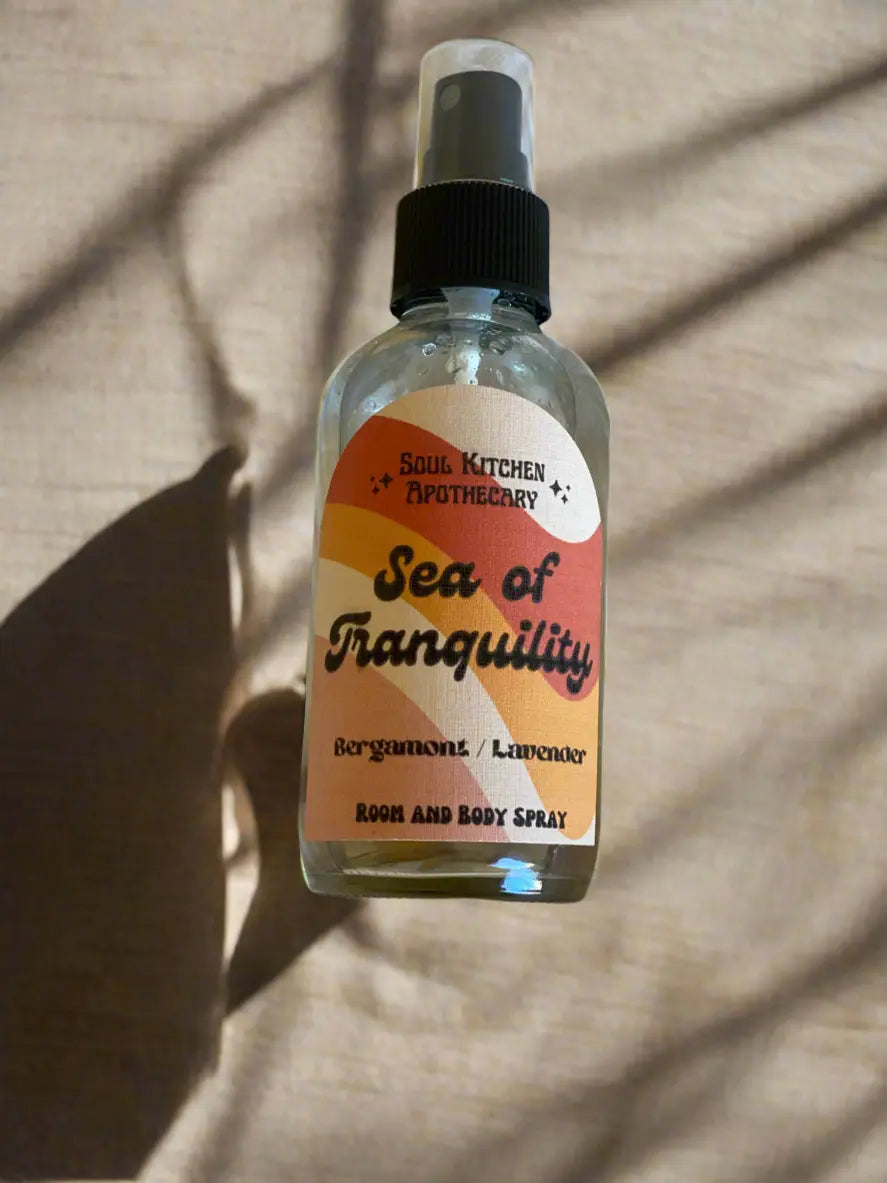 Soul Kitchen
Apothecary
Sea of
Tranquility
Bergamont / Lavender
Room and Body Spray